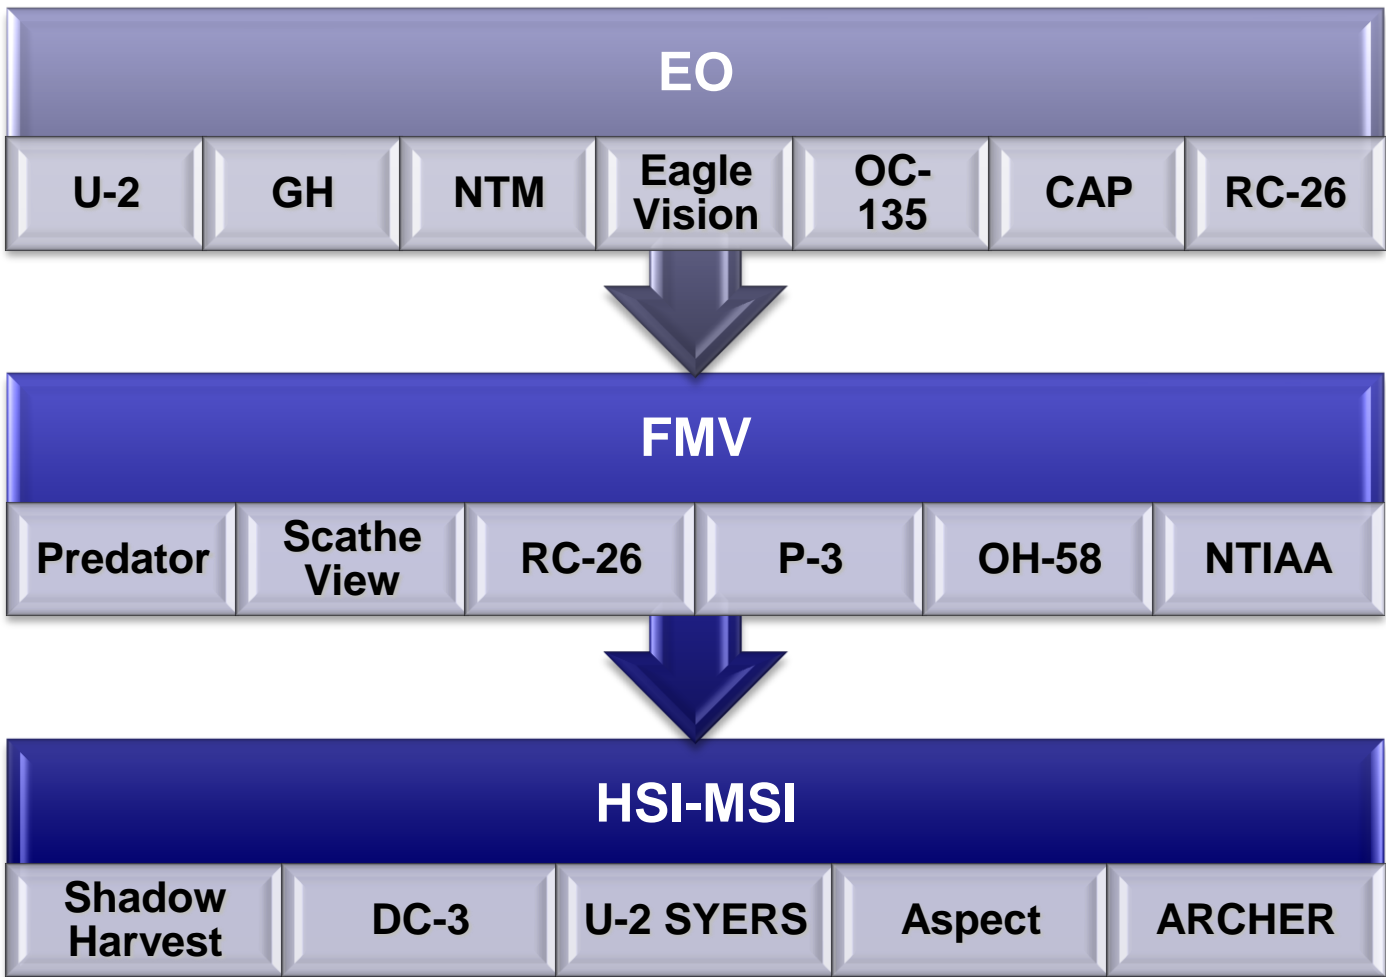 EO
U-2
GH
NTM
Eagle
Vision
OC-
135
CAP
RC-26
FMV
Predator
Scathe
View
RC-26
P-3
OH-58
NTIAA
HSI-MSI
Shadow
Harvest
DC-3
U-2 SYERS
Aspect
ARCHER